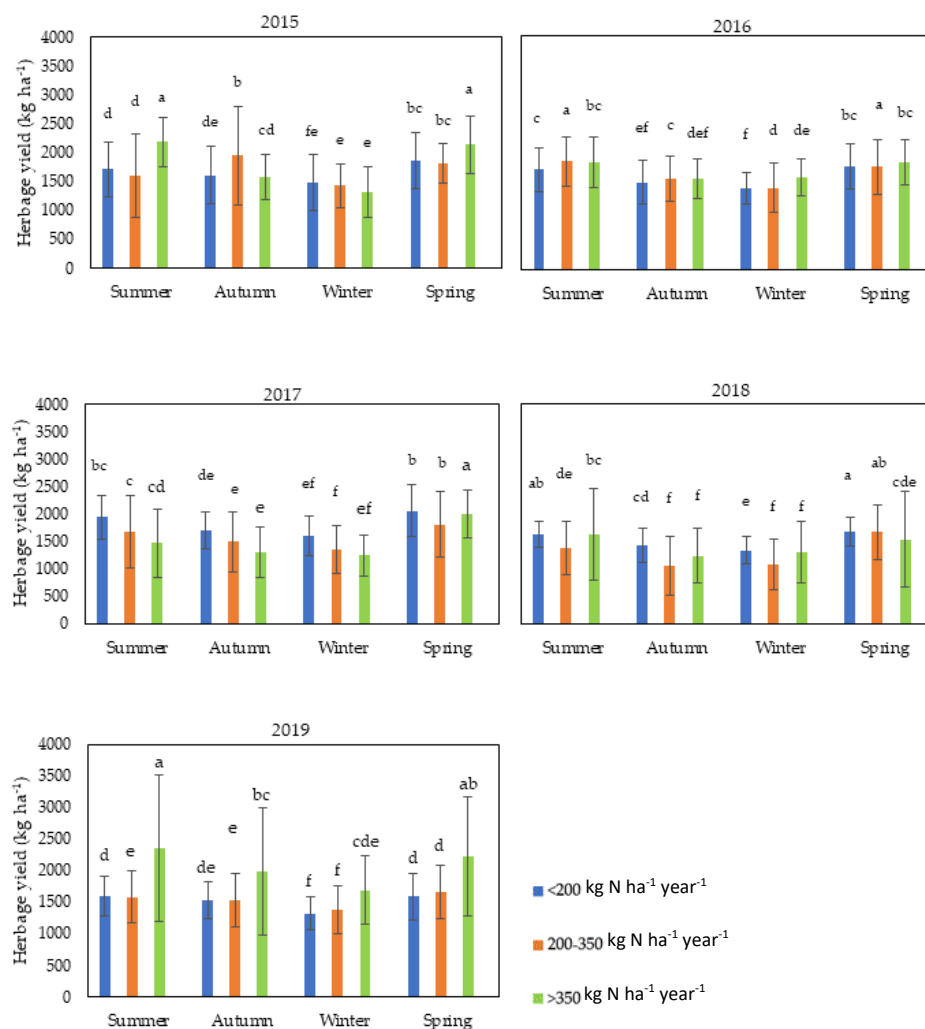 2015
2016
Herbage yield (kg ha⁻¹)
4000
3500
3000
2500
2000
1500
1000
500
0
d d a de b cd fe e e bc bc a
c a bc ef c def f d de bc a bc
Summer Autumn Winter Spring
Summer Autumn Winter Spring
2017
2018
Herbage yield (kg ha⁻¹)
4000
3500
3000
2500
2000
1500
1000
500
0
bc c cd de e e ef f ef b b a
ab de bc cd f f e f f a ab cde
Summer Autumn Winter Spring
Summer Autumn Winter Spring
2019
Herbage yield (kg ha⁻¹)
4000
3500
3000
2500
2000
1500
1000
500
0
d e a de e bc f f cde d d ab
Summer Autumn Winter Spring
<200 kg N ha⁻¹ year⁻¹
200-350 kg N ha⁻¹ year⁻¹
>350 kg N ha⁻¹ year⁻¹